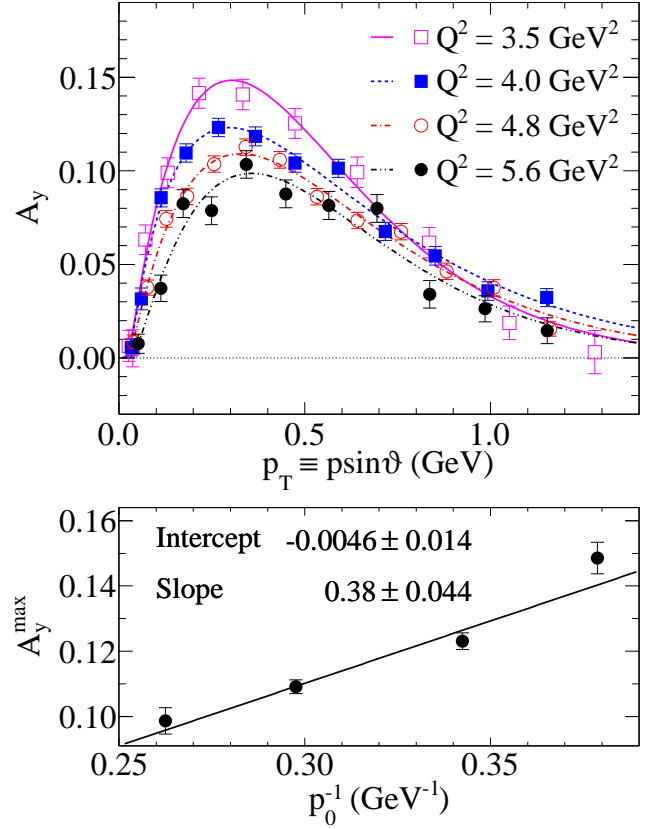 Q² = 3.5 GeV²
Q² = 4.0 GeV²
Q² = 4.8 GeV²
Q² = 5.6 GeV²
0.15
0.10
0.05
0.00
A_y
0.0 0.5 1.0
p_T ≡ psinϑ (GeV)
0.16
0.14
0.12
0.10
A_y^max
Intercept -0.0046 ± 0.014
Slope 0.38 ± 0.044
0.25 0.30 0.35
p_0^-1 (GeV^-1)